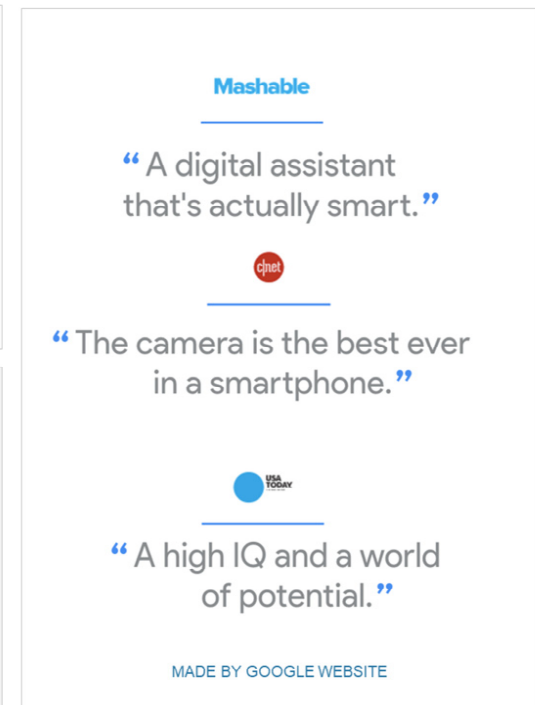 Mashable
“A digital assistant
that's actually smart.”
c|net
“The camera is the best ever
in a smartphone.”
USA
TODAY
“A high IQ and a world
of potential.”
MADE BY GOOGLE WEBSITE